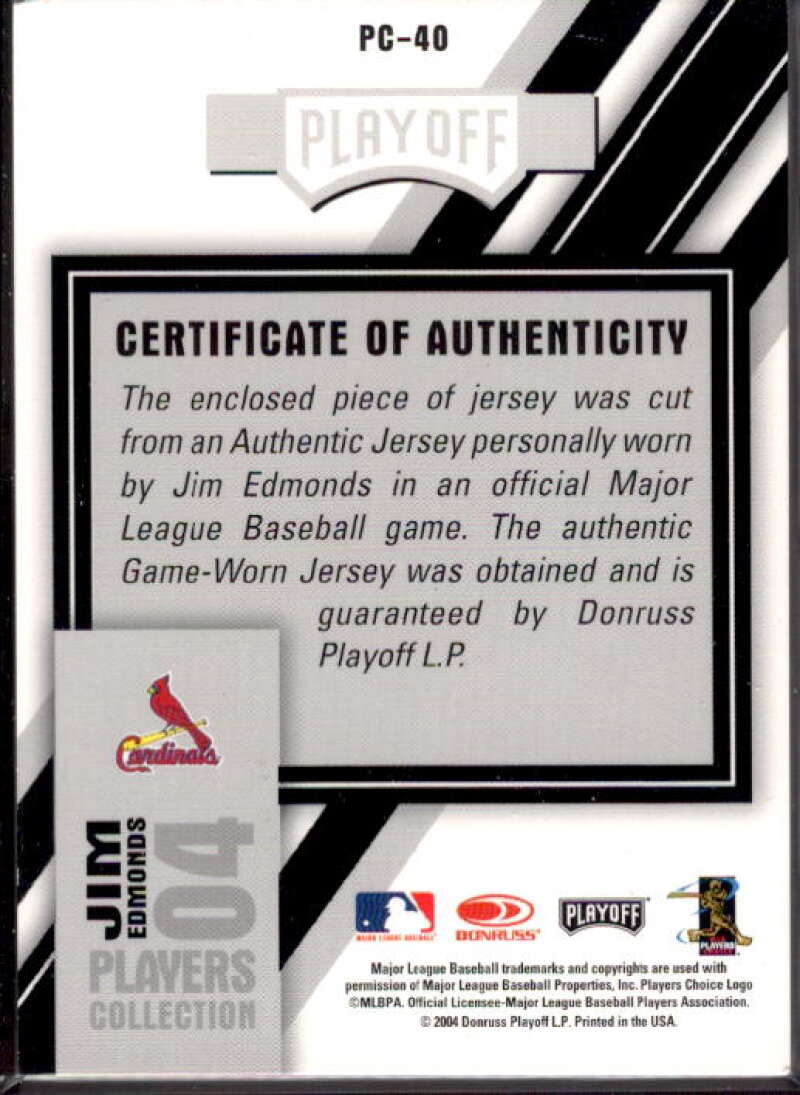 PC-40
PLAYOFF
CERTIFICATE OF AUTHENTICITY
The enclosed piece of jersey was cut
from an Authentic Jersey personally worn
by Jim Edmonds in an official Major
League Baseball game. The authentic
Game-Worn Jersey was obtained and is
guaranteed by Donruss
Playoff L.P.
Cardinals
JIM
EDMONDS
04
PLAYERS
COLLECTION
MAJOR LEAGUE BASEBALL
DONRUSS
PLAYOFF
PLAYERS
Major League Baseball trademarks and copyrights are used with
permission of Major League Baseball Properties, Inc. Players Choice Logo
©MLBPA. Official Licensee-Major League Baseball Players Association.
© 2004 Donruss Playoff L.P. Printed in the USA.